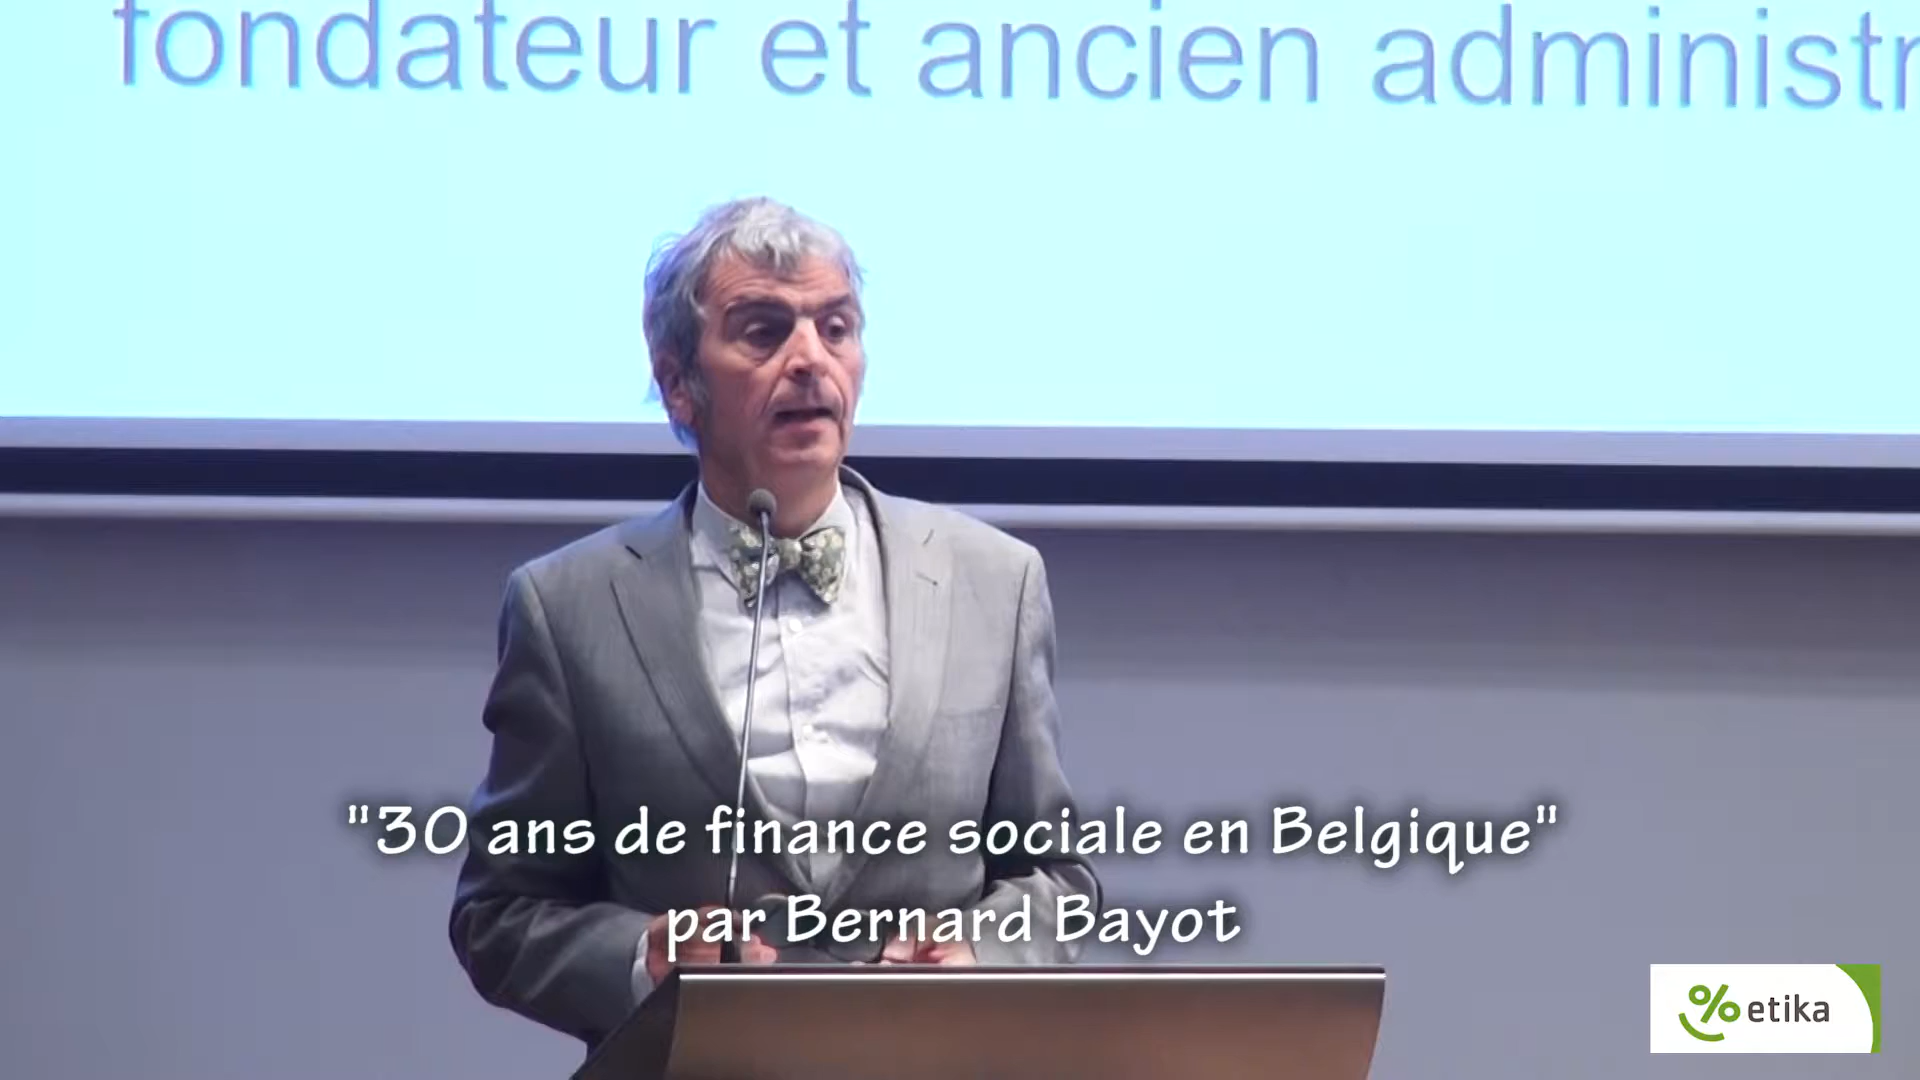 fondateur et ancien administr
"30 ans de finance sociale en Belgique"
par Bernard Bayot
% etika